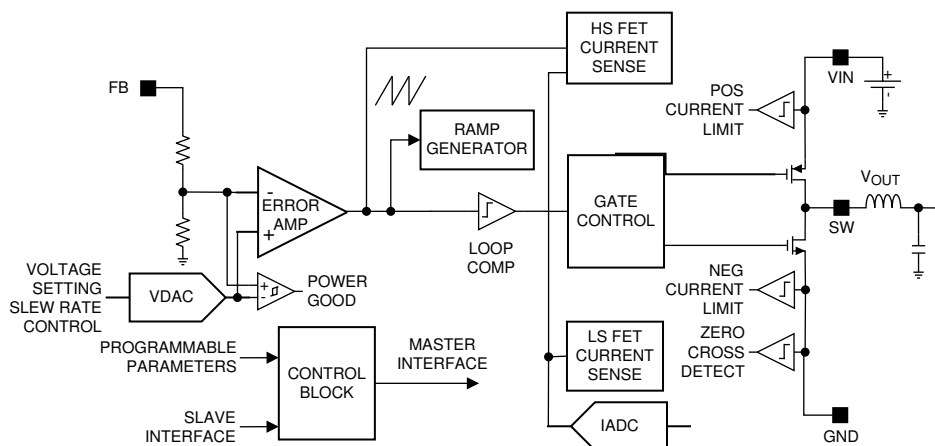 HS FET
CURRENT
SENSE
FB
VIN
+
-
POS
CURRENT
LIMIT
RAMP
GENERATOR
-
ERROR
AMP
+
LOOP
COMP
GATE
CONTROL
VOUT
SW
VOLTAGE
SETTING
SLEW RATE
CONTROL
VDAC
+
-
POWER
GOOD
NEG
CURRENT
LIMIT
PROGRAMMABLE
PARAMETERS
CONTROL
BLOCK
MASTER
INTERFACE
LS FET
CURRENT
SENSE
ZERO
CROSS
DETECT
SLAVE
INTERFACE
IADC
GND